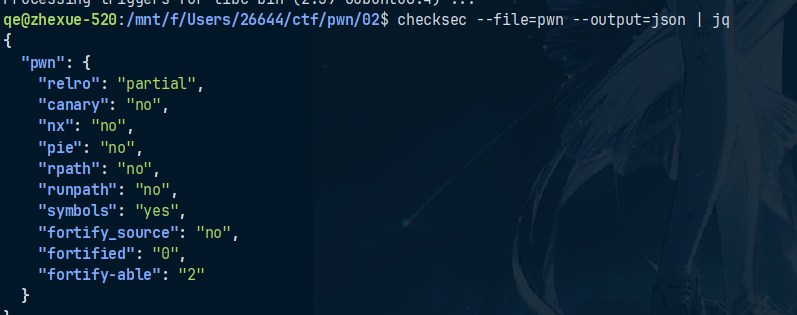 Processing triggers for libc-bin (2.39-0ubuntu8.4) ...
qe@zhexue-520:/mnt/f/Users/26644/ctf/pwn/02$ checksec --file=pwn --output=json | jq
{
  "pwn": {
    "relro": "partial",
    "canary": "no",
    "nx": "no",
    "pie": "no",
    "rpath": "no",
    "runpath": "no",
    "symbols": "yes",
    "fortify_source": "no",
    "fortified": "0",
    "fortify-able": "2"
  }
}